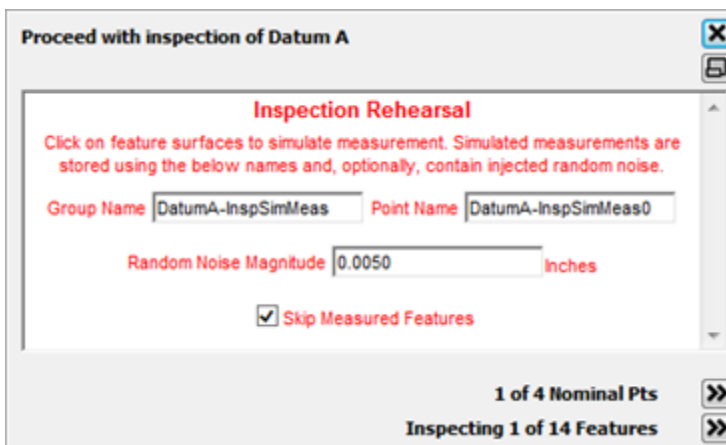 Proceed with inspection of Datum A
Inspection Rehearsal
Click on feature surfaces to simulate measurement. Simulated measurements are
stored using the below names and, optionally, contain injected random noise.
Group Name DatumA-InspSimMeas Point Name DatumA-InspSimMeas0
Random Noise Magnitude 0.0050 Inches
Skip Measured Features
1 of 4 Nominal Pts
Inspecting 1 of 14 Features